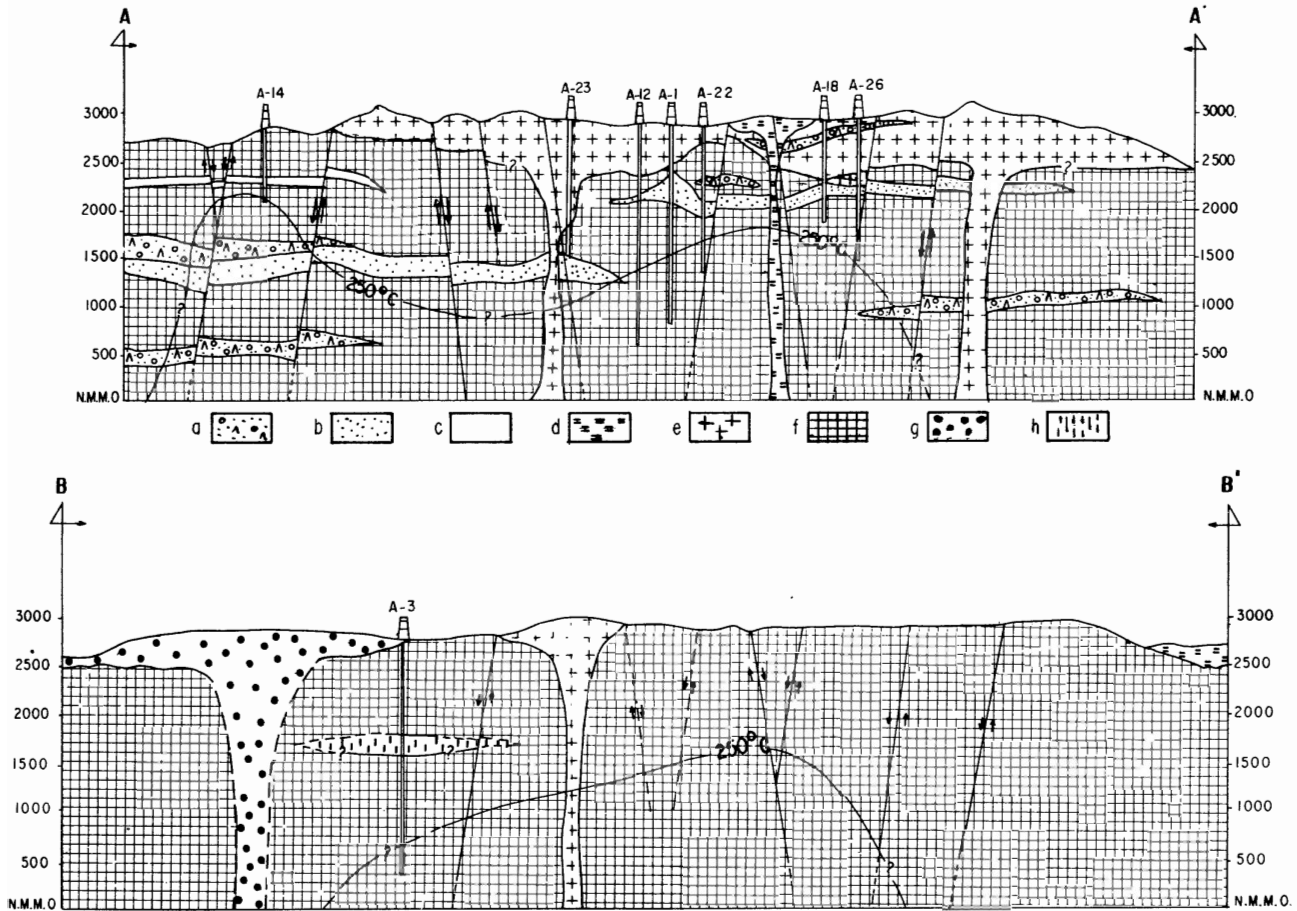 A A'
A-14 A-23 A-12 A-1 A-22 A-18 A-26
3000 3000
2500 ? ? 2500
2000 2000
1500 250°C 1500
250°C
1000 ? ? 1000
500 ? 500
N.M.M.O N.M.M.O
a b c d e f g h
B B'
A-3
3000 3000
2500 2500
2000 2000
? ? 250°C
1500 1500
1000 1000
500 ? ? 500
N.M.M.O N.M.M.O.